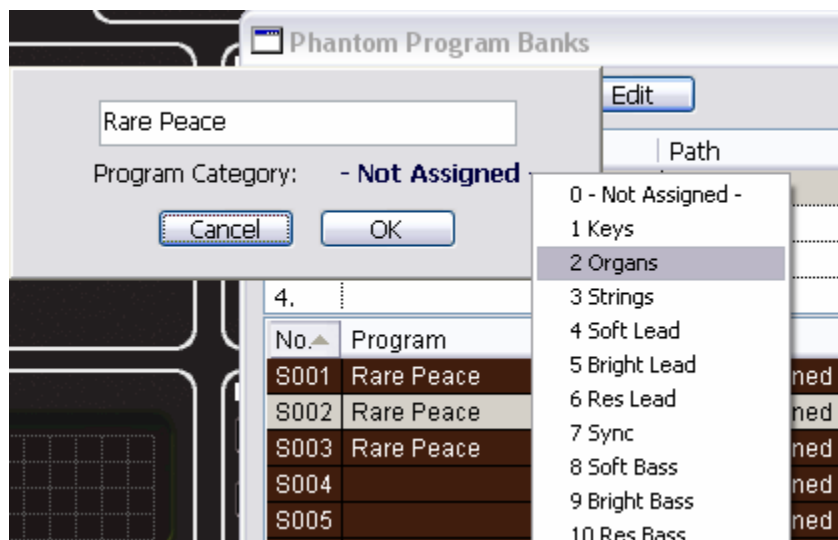 Phantom Program Banks
Edit
Rare Peace
Program Category: - Not Assigned -
Cancel OK
Path
0 - Not Assigned -
1 Keys
2 Organs
3 Strings
4 Soft Lead
5 Bright Lead
6 Res Lead
7 Sync
8 Soft Bass
9 Bright Bass
10 Res Bass
4.
No. Program
S001 Rare Peace ned
S002 Rare Peace ned
S003 Rare Peace ned
S004 ned
S005 ned